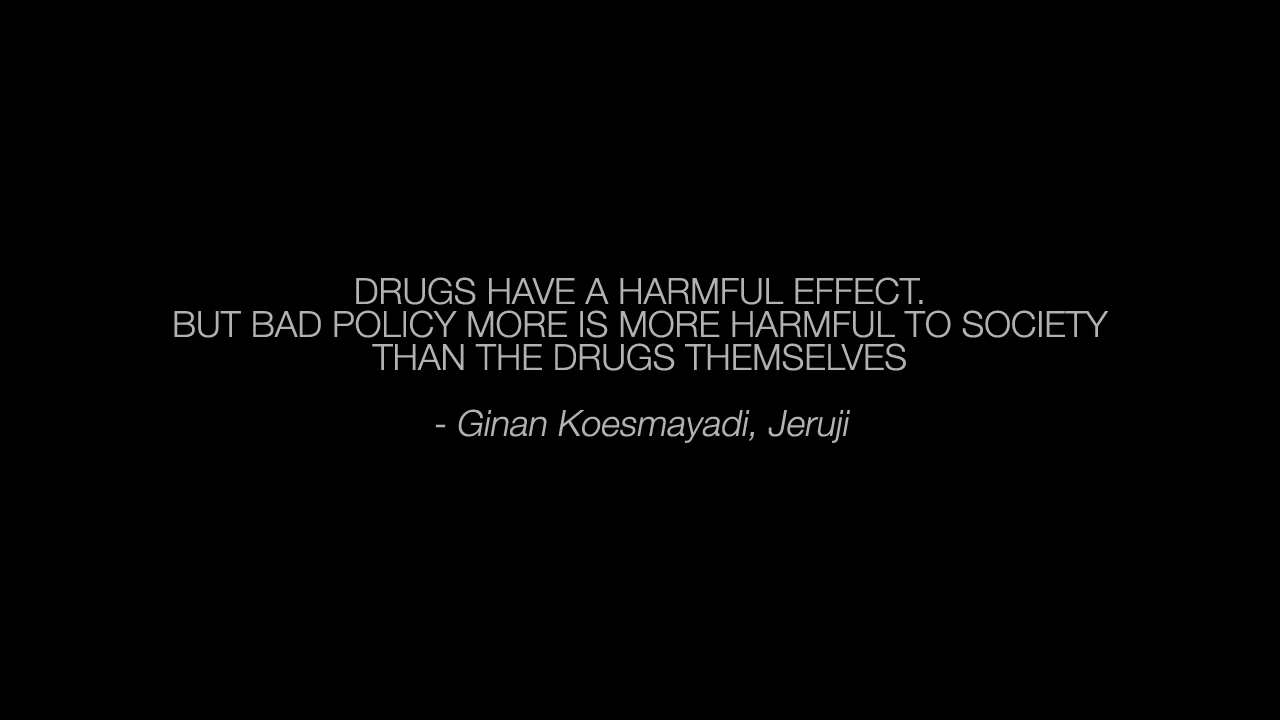 DRUGS HAVE A HARMFUL EFFECT.
BUT BAD POLICY MORE IS MORE HARMFUL TO SOCIETY
THAN THE DRUGS THEMSELVES
- Ginan Koesmayadi, Jeruji